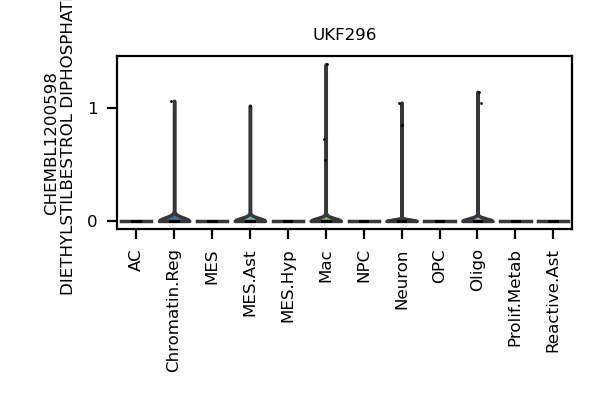 UKF296
CHEMBL1200598
DIETHYLSTILBESTROL DIPHOSPHAT
1
0
AC
Chromatin.Reg
MES
MES.Ast
MES.Hyp
Mac
NPC
Neuron
OPC
Oligo
Prolif.Metab
Reactive.Ast